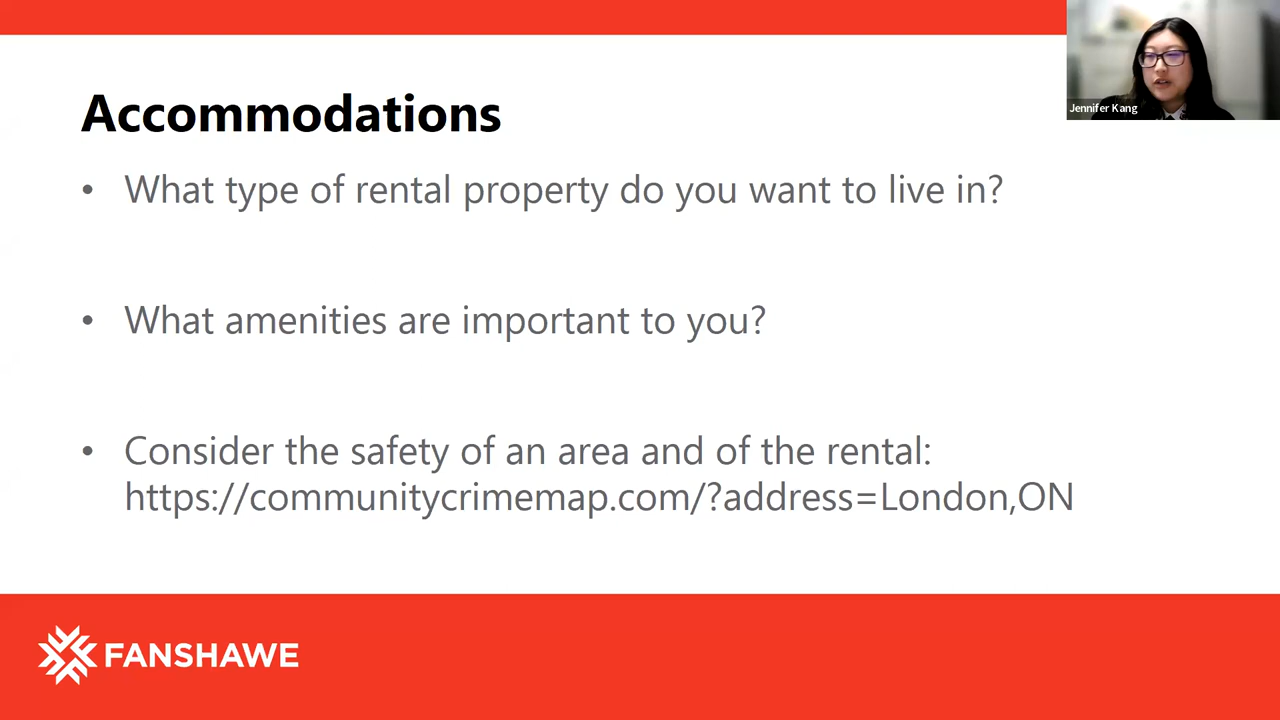 Jennifer Kang
Accommodations
• What type of rental property do you want to live in?
• What amenities are important to you?
• Consider the safety of an area and of the rental:
https://communitycrimemap.com/?address=London,ON
FANSHAWE